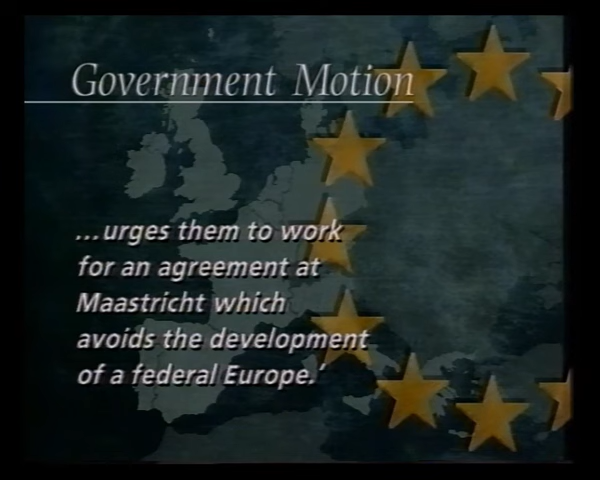 Government Motion
...urges them to work
for an agreement at
Maastricht which
avoids the development
of a federal Europe.'